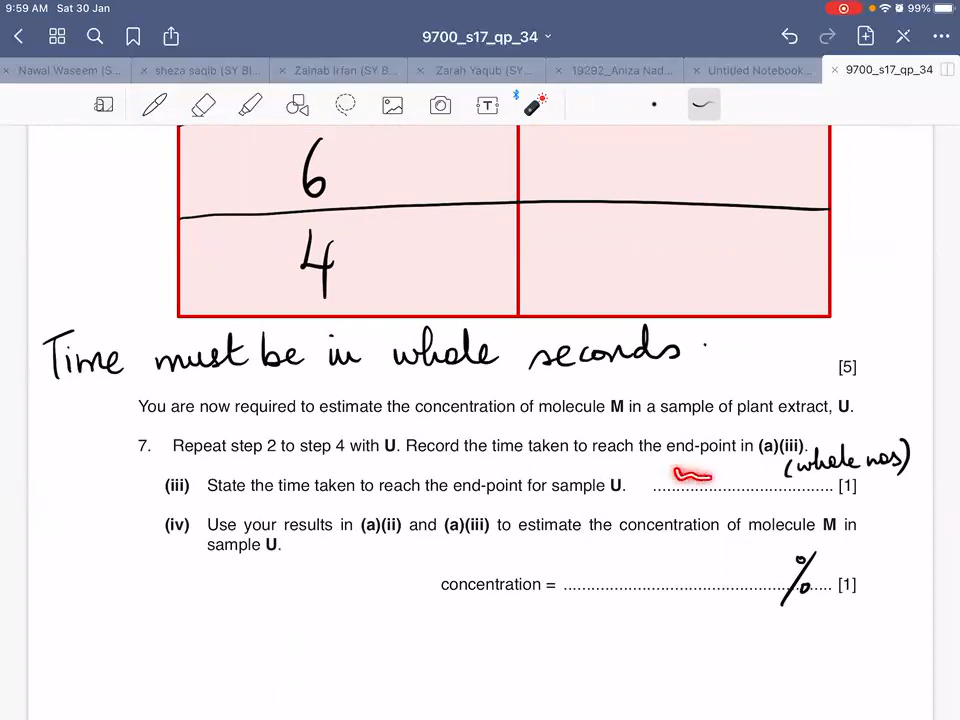 9:59 AM Sat 30 Jan 99%
9700_s17_qp_34
Nawal Waseem (S... sheza saqib (SY Bl... Zainab Irfan (SY B... Zarah Yaqub (SY... 19292_Aniza Nad... Untitled Notebook... 9700_s17_qp_34
6
4
Time must be in whole seconds.
[5]
You are now required to estimate the concentration of molecule M in a sample of plant extract, U.
7. Repeat step 2 to step 4 with U. Record the time taken to reach the end-point in (a)(iii).
(whole nos)
(iii) State the time taken to reach the end-point for sample U. ..................................... [1]
(iv) Use your results in (a)(ii) and (a)(iii) to estimate the concentration of molecule M in
sample U.
concentration = ....................................................... % [1]